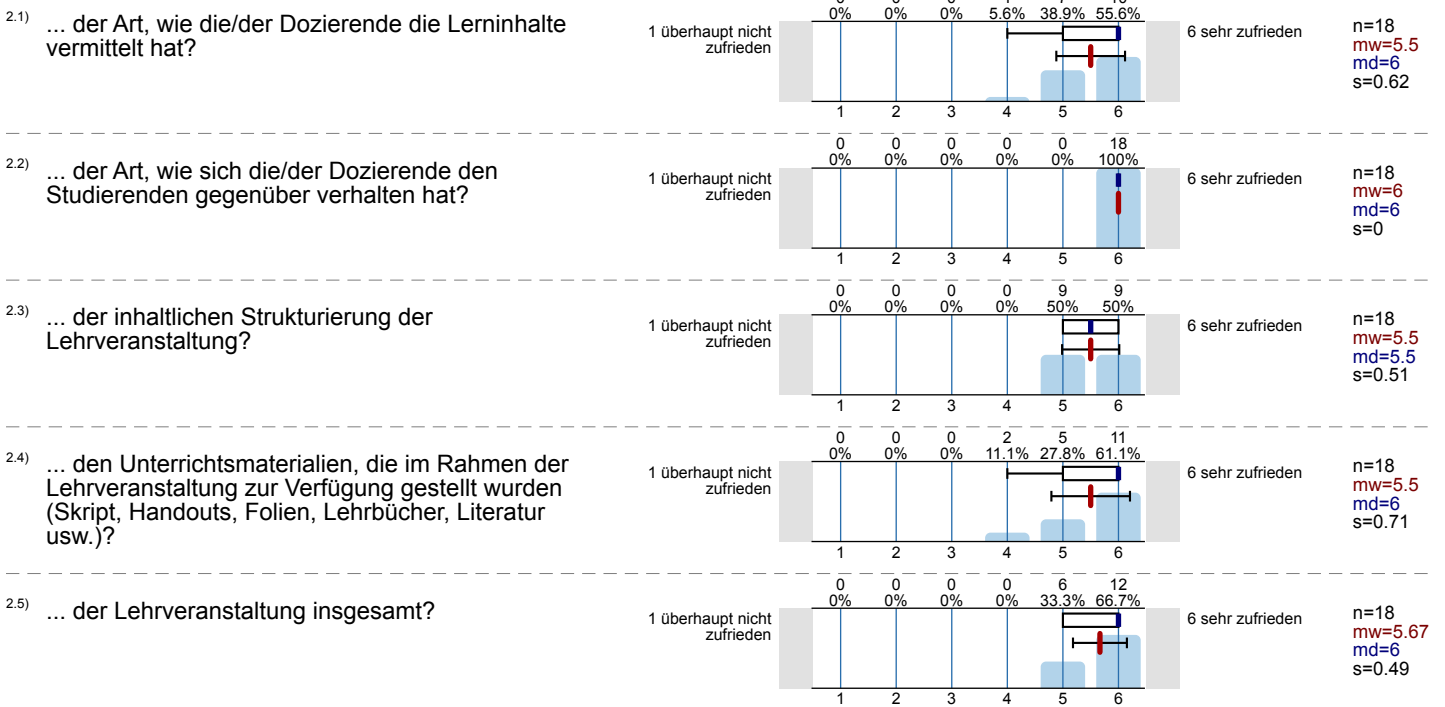 0% 0% 0% 5.6% 38.9% 55.6%
2.1) ... der Art, wie die/der Dozierende die Lerninhalte vermittelt hat?
1 überhaupt nicht zufrieden
6 sehr zufrieden
n=18
mw=5.5
md=6
s=0.62
1 2 3 4 5 6
0 0 0 0 0 18
0% 0% 0% 0% 0% 100%
2.2) ... der Art, wie sich die/der Dozierende den
Studierenden gegenüber verhalten hat?
1 überhaupt nicht
zufrieden
6 sehr zufrieden
n=18
mw=6
md=6
s=0
1 2 3 4 5 6
0 0 0 0 9 9
0% 0% 0% 0% 50% 50%
2.3) ... der inhaltlichen Strukturierung der
Lehrveranstaltung?
1 überhaupt nicht
zufrieden
6 sehr zufrieden
n=18
mw=5.5
md=5.5
s=0.51
1 2 3 4 5 6
0 0 0 2 5 11
0% 0% 0% 11.1% 27.8% 61.1%
2.4) ... den Unterrichtsmaterialien, die im Rahmen der
Lehrveranstaltung zur Verfügung gestellt wurden
(Skript, Handouts, Folien, Lehrbücher, Literatur
usw.)?
1 überhaupt nicht
zufrieden
6 sehr zufrieden
n=18
mw=5.5
md=6
s=0.71
1 2 3 4 5 6
0 0 0 0 6 12
0% 0% 0% 0% 33.3% 66.7%
2.5) ... der Lehrveranstaltung insgesamt?
1 überhaupt nicht
zufrieden
6 sehr zufrieden
n=18
mw=5.67
md=6
s=0.49
1 2 3 4 5 6